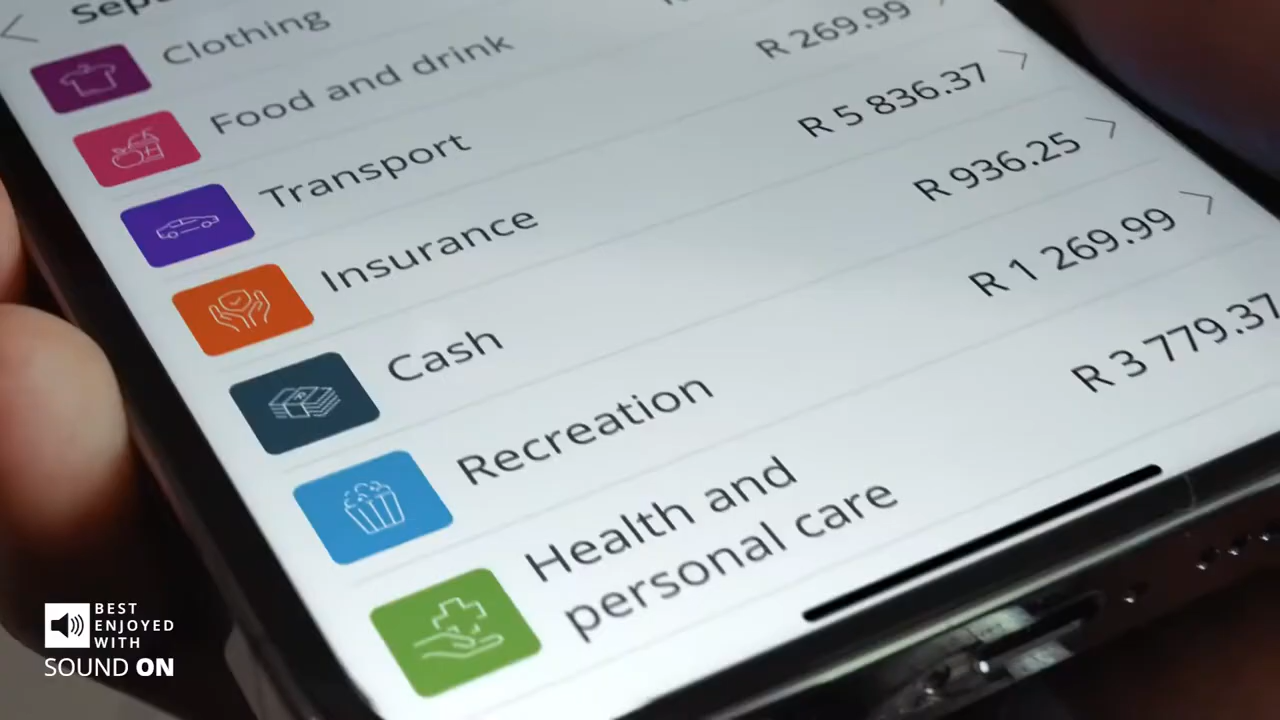 Clothing
Food and drink
Transport R 269.99
Insurance R 5 836.37
Cash R 936.25
Recreation R 1 269.99
Health and R 3 779.37
personal care
BEST
ENJOYED
WITH
SOUND ON